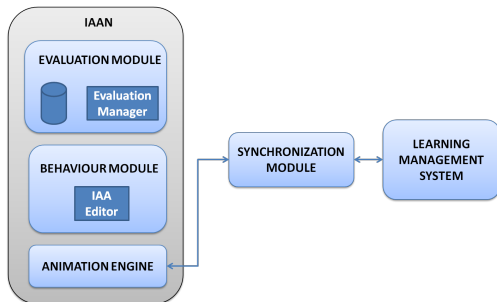 IAAN
EVALUATION MODULE
Evaluation
Manager
BEHAVIOUR MODULE
IAA
Editor
ANIMATION ENGINE
SYNCHRONIZATION
MODULE
LEARNING
MANAGEMENT
SYSTEM